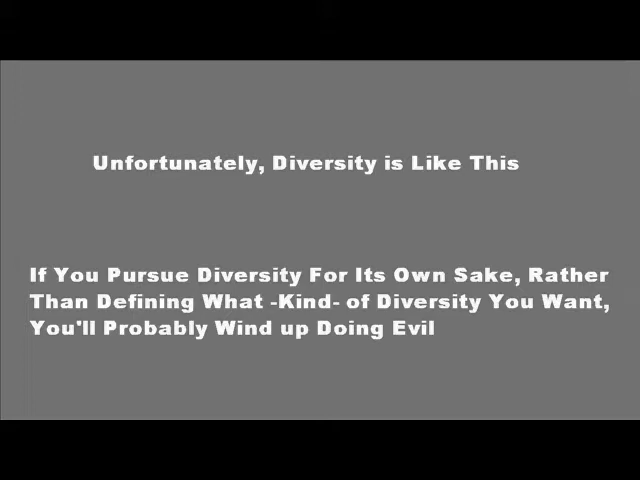 Unfortunately, Diversity is Like This
If You Pursue Diversity For Its Own Sake, Rather
Than Defining What -Kind- of Diversity You Want,
You'll Probably Wind up Doing Evil